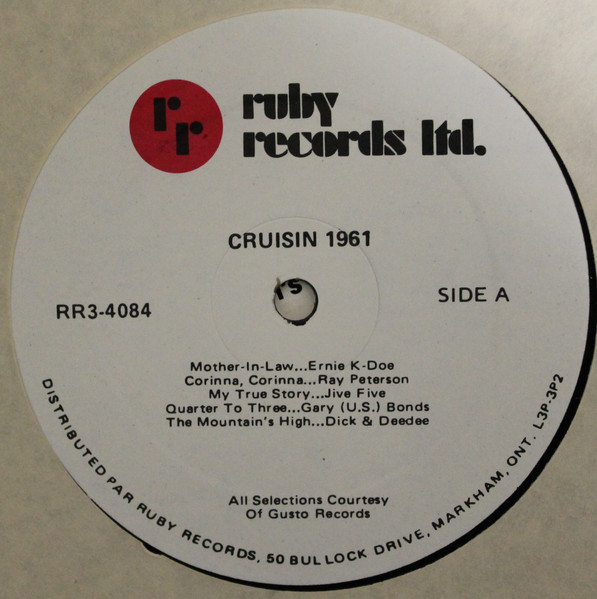 r r
ruby
records ltd.
CRUISIN 1961
RR3-4084
SIDE A
Mother-In-Law...Ernie K-Doe
Corinna, Corinna...Ray Peterson
My True Story...Jive Five
Quarter To Three...Gary (U.S.) Bonds
The Mountain's High...Dick & Deedee
All Selections Courtesy
Of Gusto Records
DISTRIBUTED PAR RUBY RECORDS, 50 BULLOCK DRIVE, MARKHAM, ONT. L3P-3P2